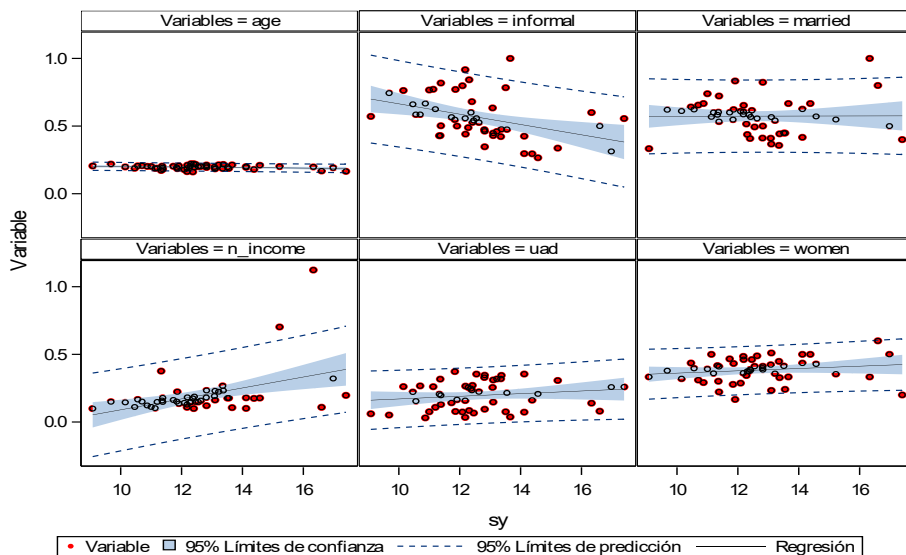 Variables = age Variables = informal Variables = married
1.0
0.5
0.0
Variable
Variables = n_income Variables = uad Variables = women
1.0
0.5
0.0
10 12 14 16 10 12 14 16 10 12 14 16
sy
Variable 95% Límites de confianza 95% Límites de predicción Regresión